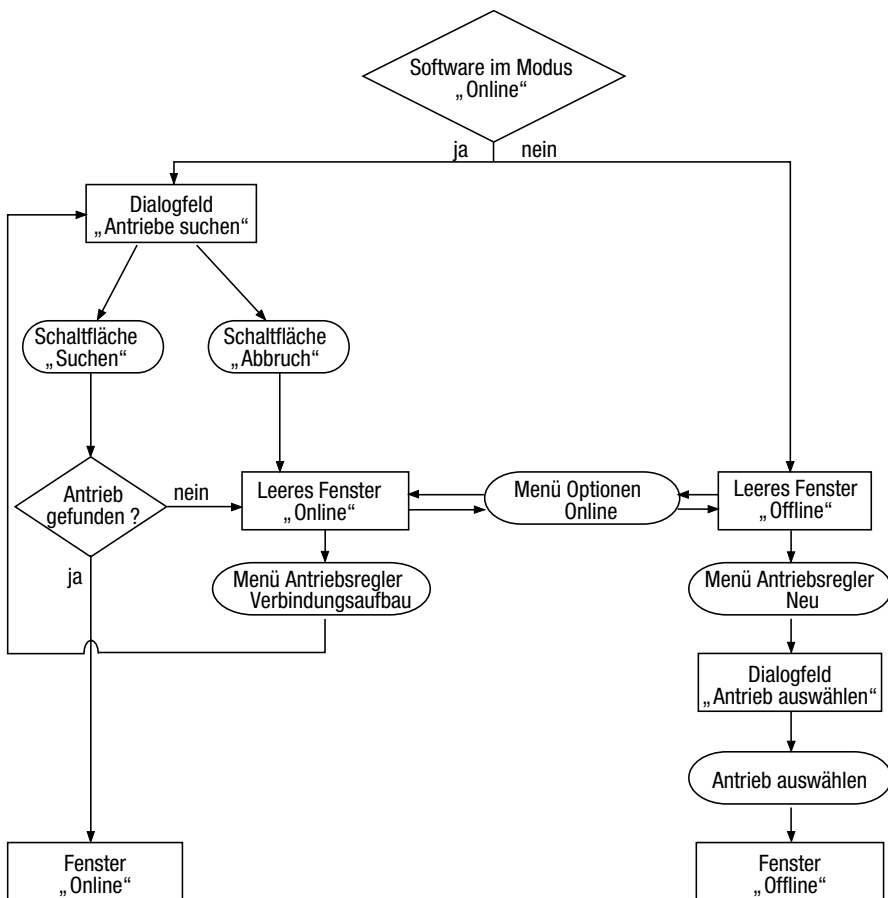 Software im Modus
„Online“
ja
nein
Dialogfeld
„Antriebe suchen“
Schaltfläche
„Suchen“
Schaltfläche
„Abbruch“
Antrieb
gefunden ?
nein
ja
Leeres Fenster
„Online“
Menü Optionen
Online
Leeres Fenster
„Offline“
Menü Antriebsregler
Verbindungsaufbau
Menü Antriebsregler
Neu
Dialogfeld
„Antrieb auswählen“
Antrieb auswählen
Fenster
„Online“
Fenster
„Offline“